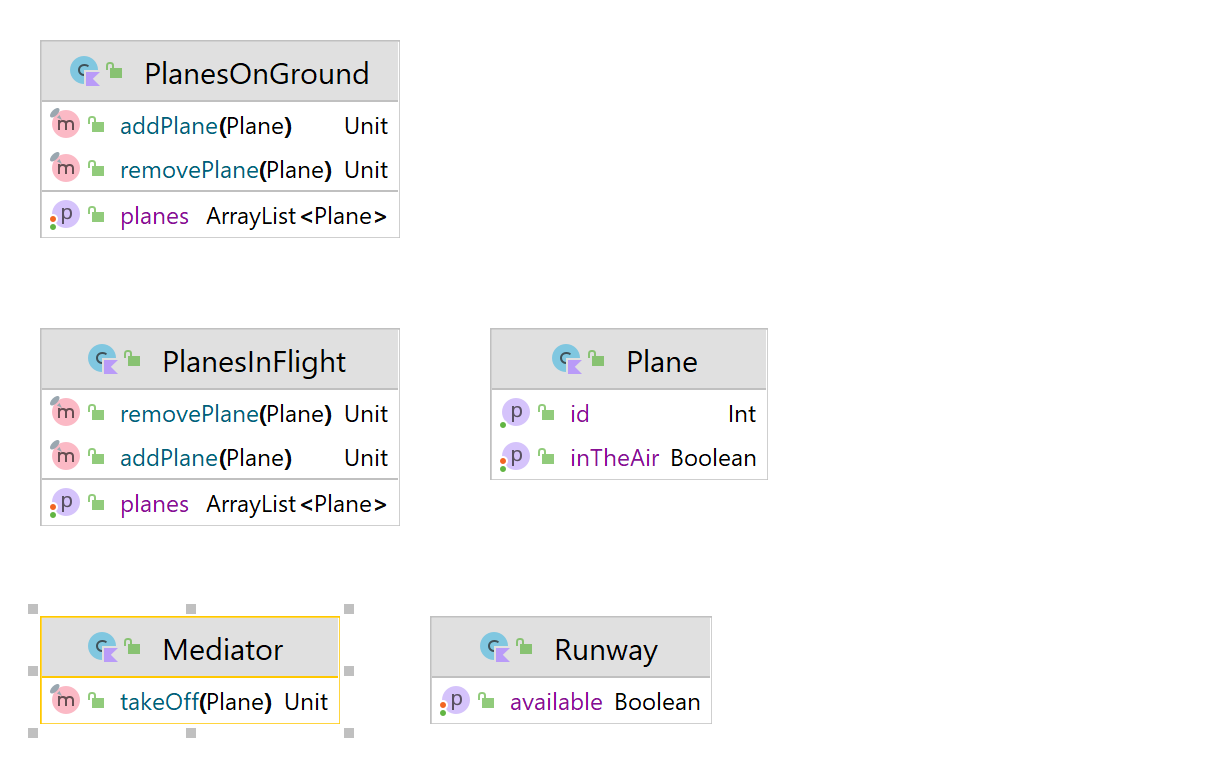 PlanesOnGround
addPlane(Plane) Unit
removePlane(Plane) Unit
planes ArrayList<Plane>
PlanesInFlight
removePlane(Plane) Unit
addPlane(Plane) Unit
planes ArrayList<Plane>
Plane
id Int
inTheAir Boolean
Mediator
takeOff(Plane) Unit
Runway
available Boolean